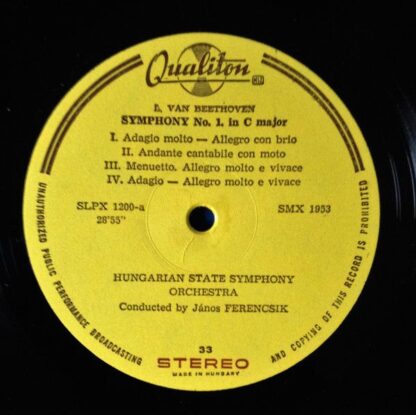 Qualiton
L. VAN BEETHOVEN
SYMPHONY No. 1, in C major
I. Adagio molto — Allegro con brio
II. Andante cantabile con moto
III. Menuetto. Allegro molto e vivace
IV. Adagio — Allegro molto e vivace
SLPX 1200-a
28'55"
SMX 1953
HUNGARIAN STATE SYMPHONY
ORCHESTRA
Conducted by János FERENCSIK
33
STEREO
MADE IN HUNGARY
UNAUTHORIZED PUBLIC PERFORMANCE BROADCASTING
AND COPYING OF THIS RECORD IS PROHIBITED